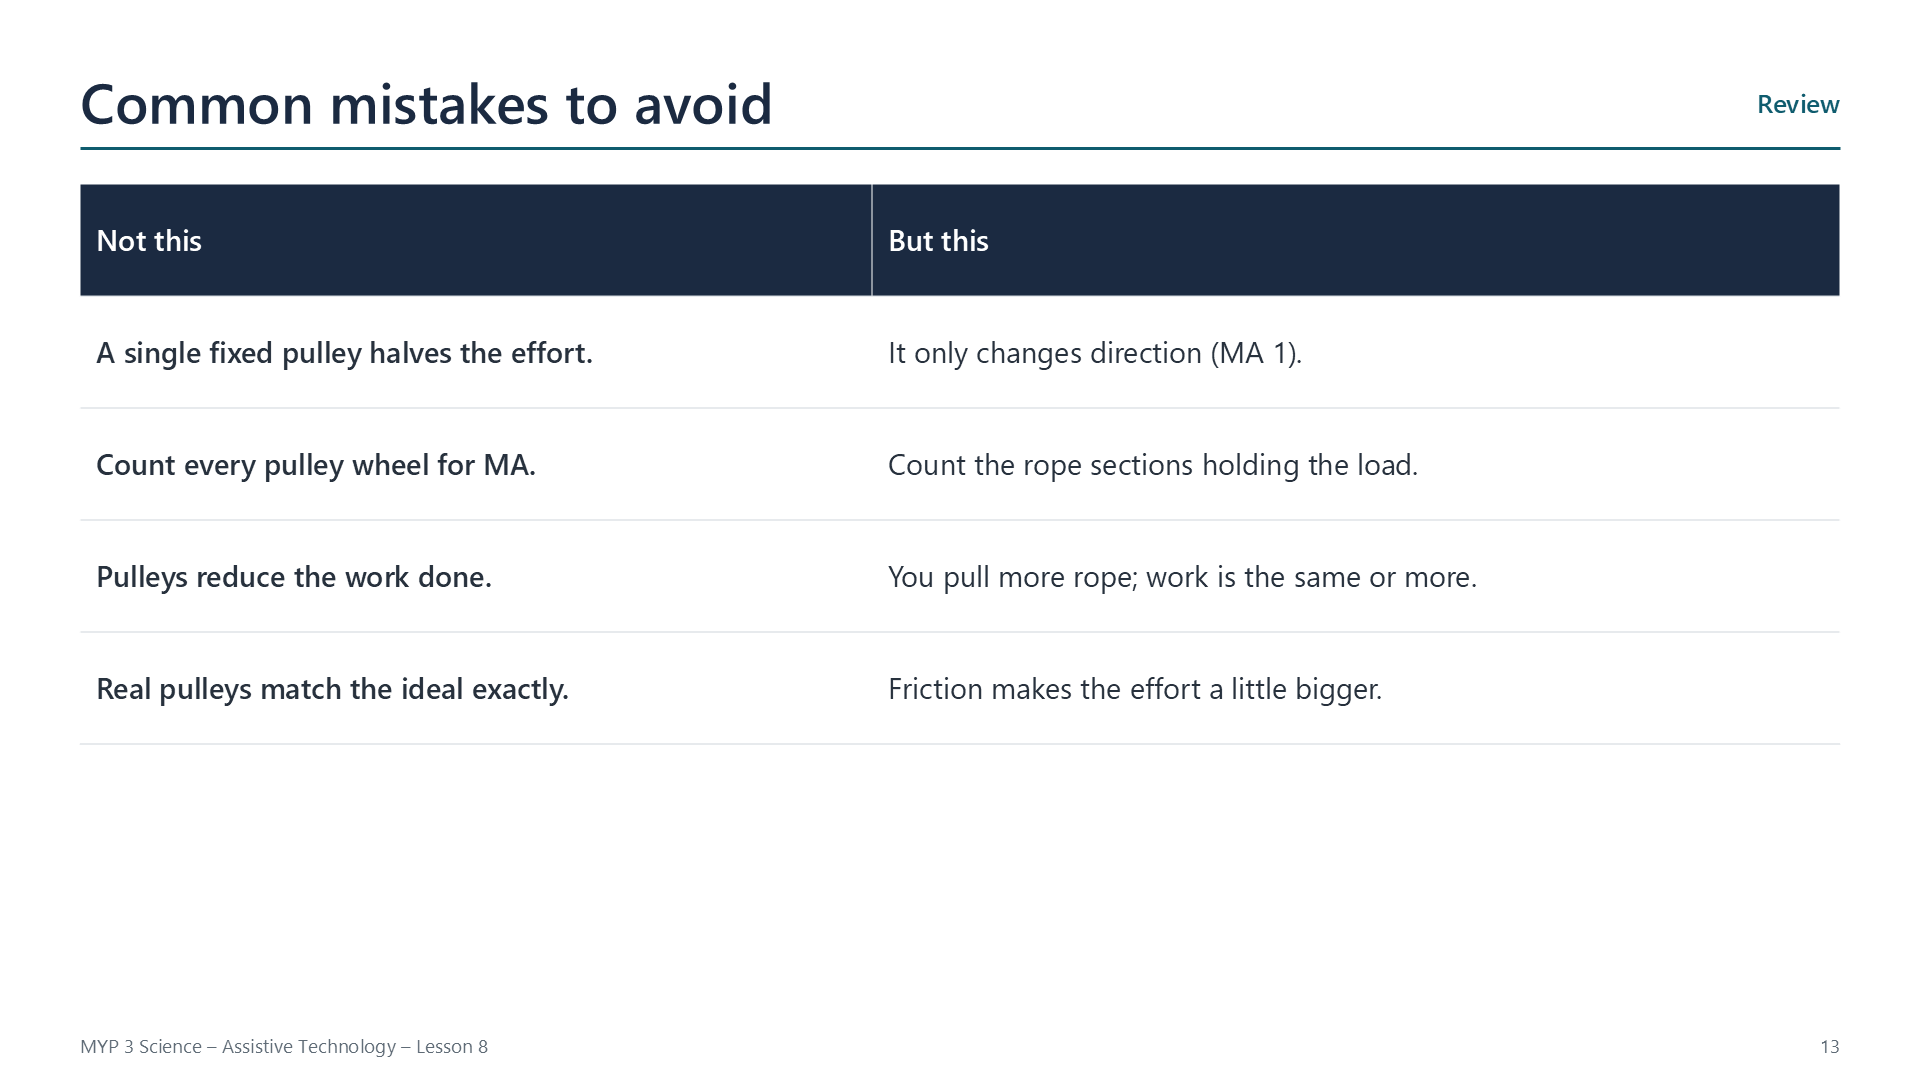 Common mistakes to avoid
Review
Not this
But this
A single fixed pulley halves the effort.
It only changes direction (MA 1).
Count every pulley wheel for MA.
Count the rope sections holding the load.
Pulleys reduce the work done.
You pull more rope; work is the same or more.
Real pulleys match the ideal exactly.
Friction makes the effort a little bigger.
MYP 3 Science – Assistive Technology – Lesson 8
13